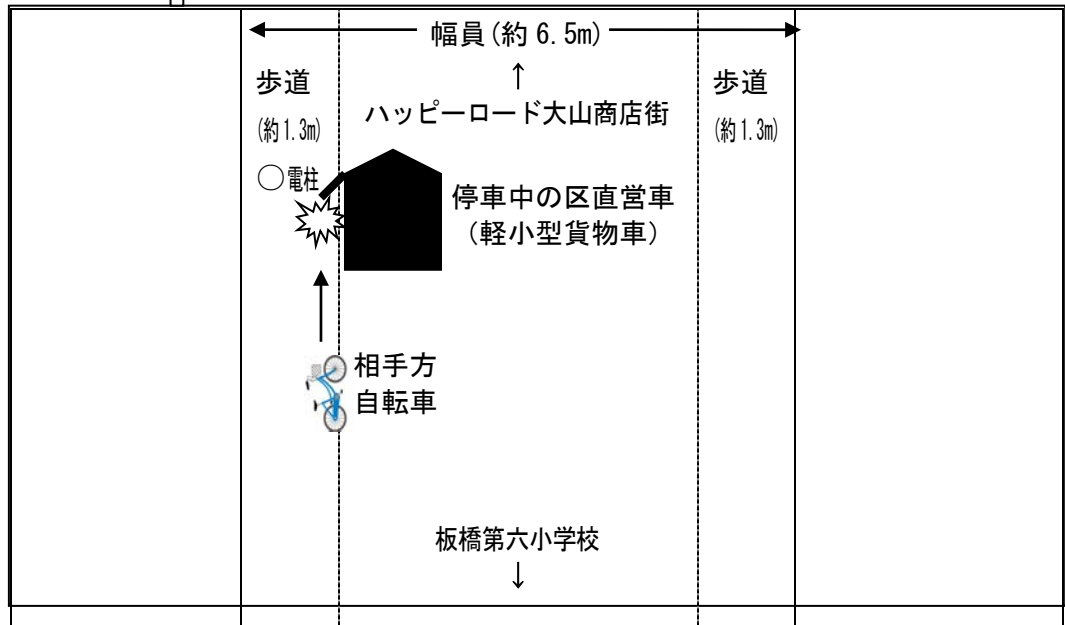 幅員(約 6.5m)
↑
歩道
(約 1.3m)
ハッピーロード大山商店街
歩道
(約 1.3m)
○電柱
停車中の区直営車
（軽小型貨物車）
相手方
自転車
板橋第六小学校
↓